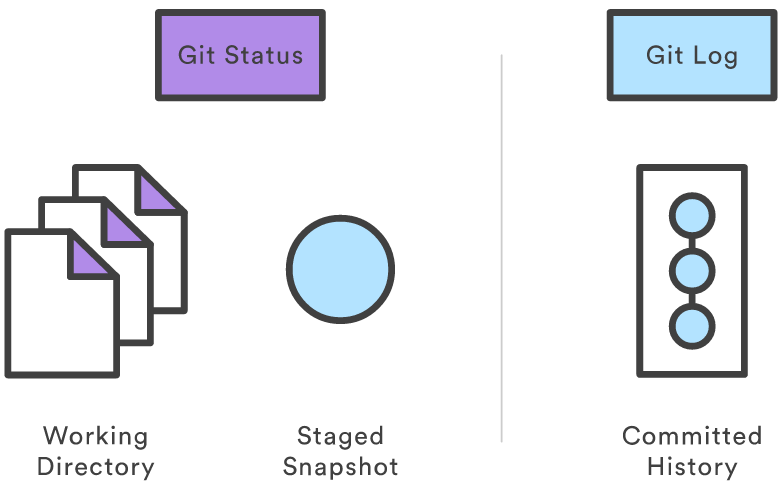 Git Status
Git Log
Working
Directory
Staged
Snapshot
Committed
History